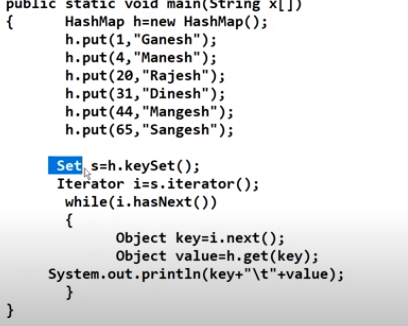 public static void main(String x[])
{ HashMap h=new HashMap();
h.put(1,"Ganesh");
h.put(4,"Manesh");
h.put(20,"Rajesh");
h.put(31,"Dinesh");
h.put(44,"Mangesh");
h.put(65,"Sangesh");
Set s=h.keySet();
Iterator i=s.iterator();
while(i.hasNext())
{
Object key=i.next();
Object value=h.get(key);
System.out.println(key+"\t"+value);
}
}